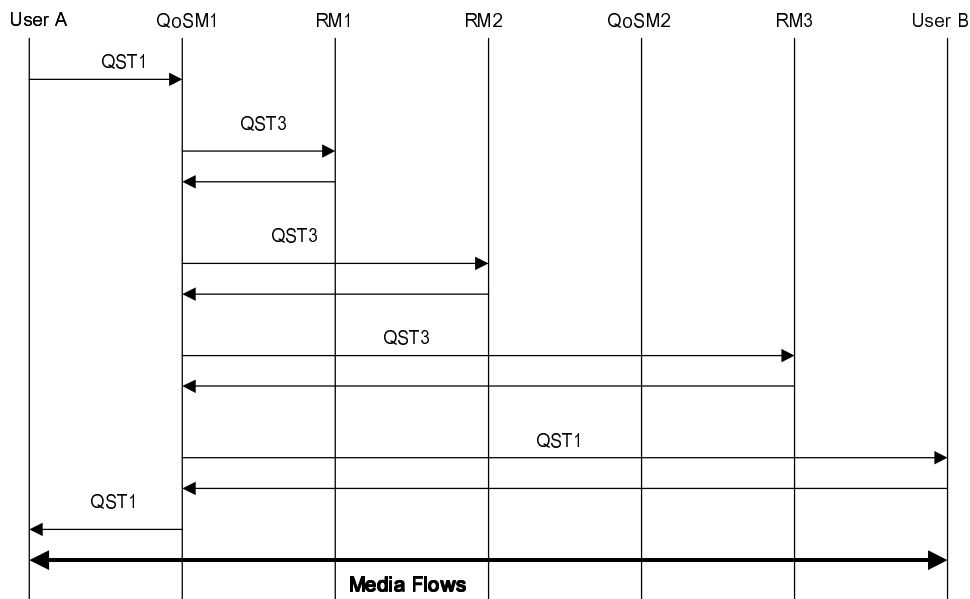 User A QoSM1 RM1 RM2 QoSM2 RM3 User B
QST1
QST3
QST3
QST3
QST1
QST1
Media Flows